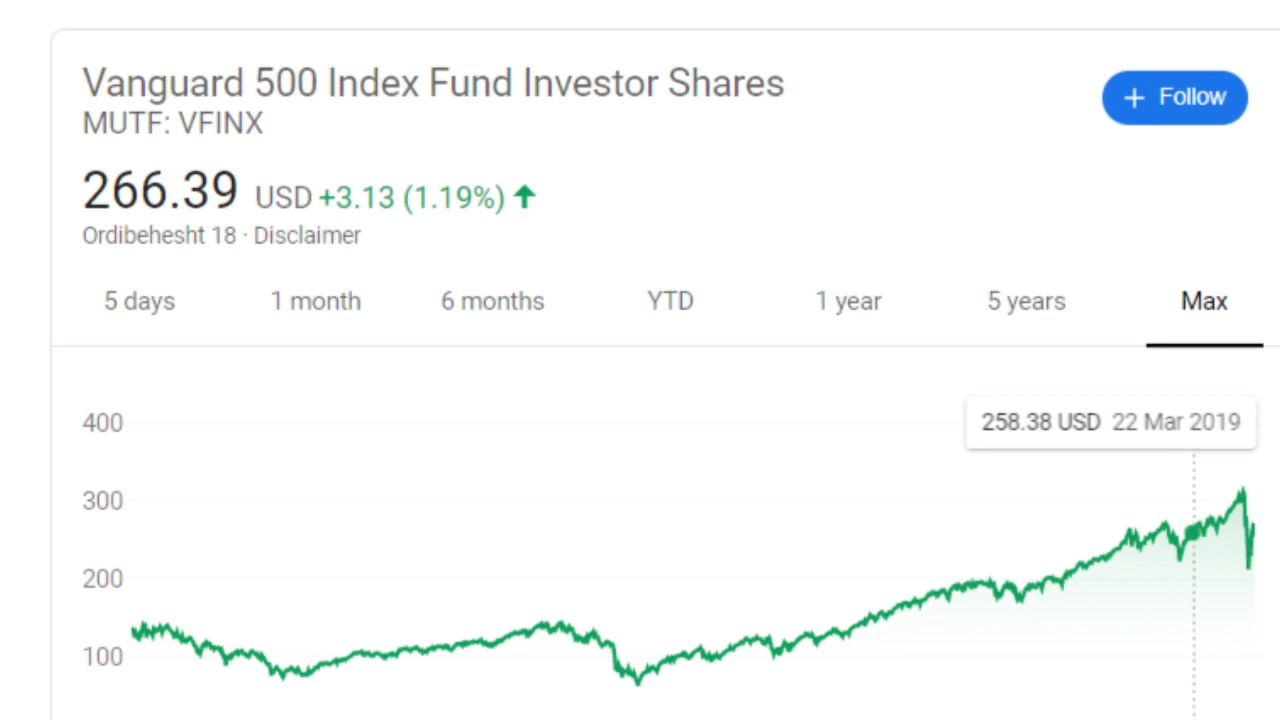 Vanguard 500 Index Fund Investor Shares
MUTF: VFINX
+ Follow
266.39 USD +3.13 (1.19%)
Ordibehesht 18 · Disclaimer
5 days 1 month 6 months YTD 1 year 5 years Max
400
258.38 USD 22 Mar 2019
300
200
100